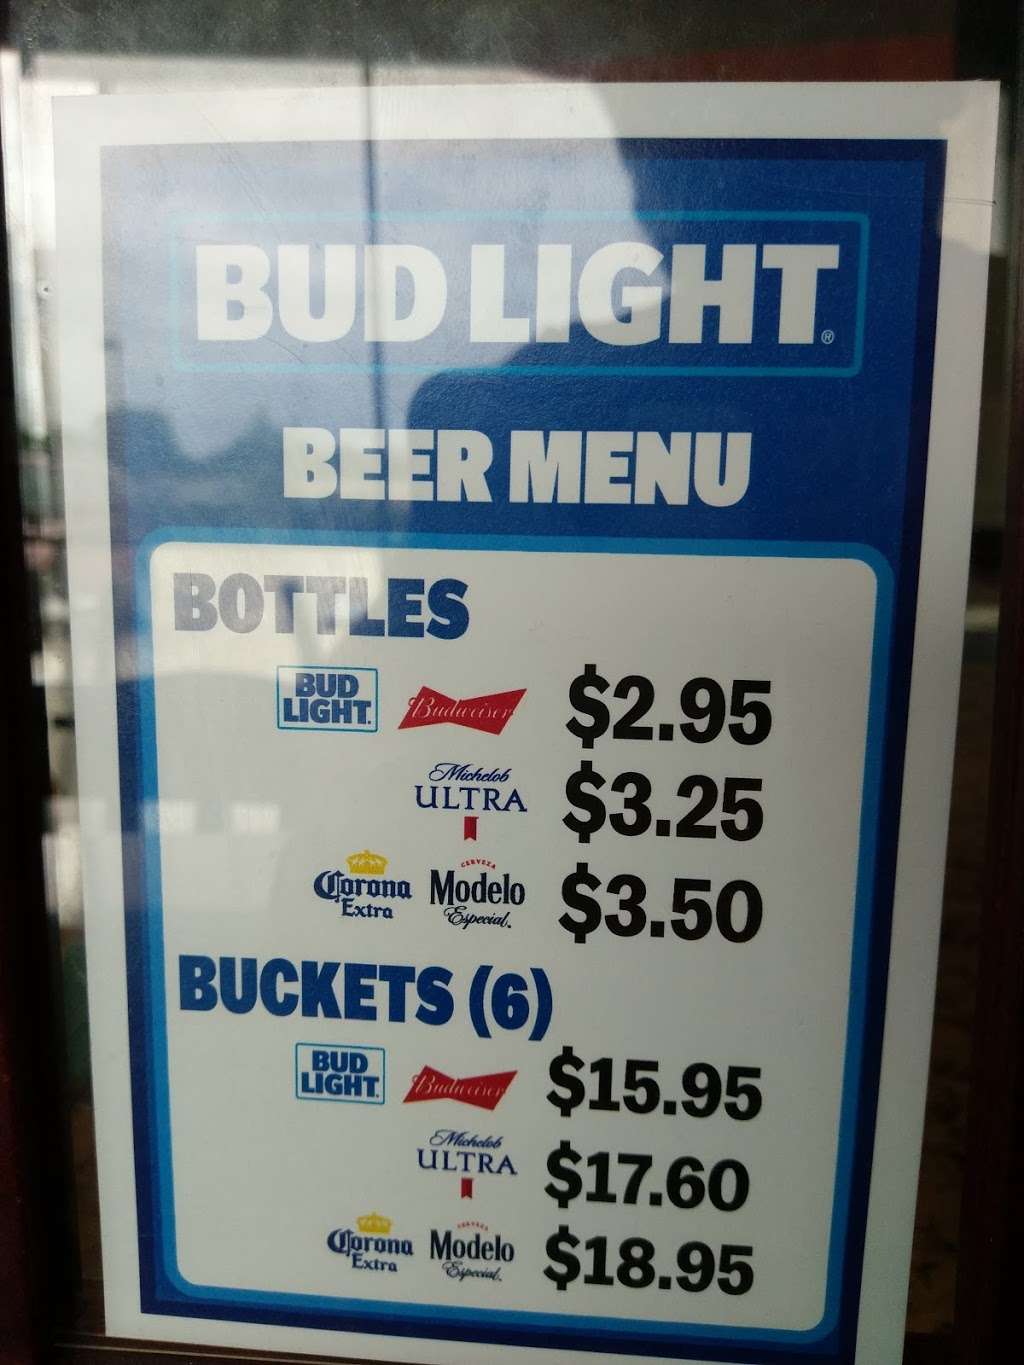 BUD LIGHT®
BEER MENU
BOTTLES
BUD LIGHT. Budweiser $2.95
Michelob ULTRA $3.25
Corona Extra CERVEZA Modelo Especial. $3.50
BUCKETS (6)
BUD LIGHT. Budweiser $15.95
Michelob ULTRA $17.60
Corona Extra CERVEZA Modelo Especial. $18.95